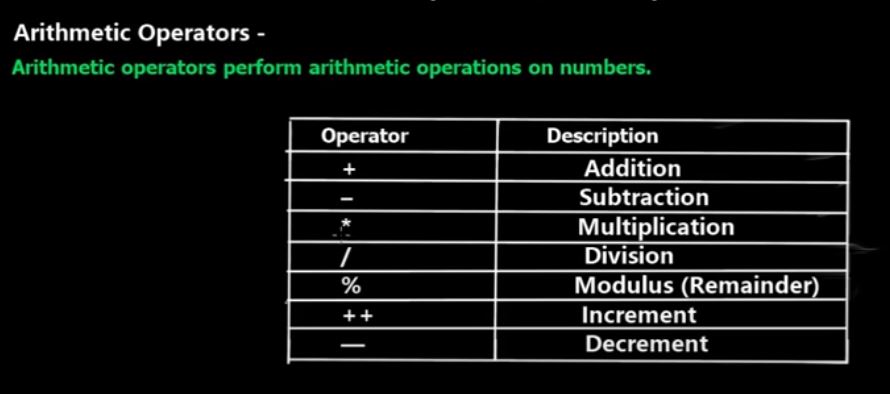 Arithmetic Operators -
Arithmetic operators perform arithmetic operations on numbers.
Operator Description
+ Addition
– Subtraction
* Multiplication
/ Division
% Modulus (Remainder)
++ Increment
— Decrement